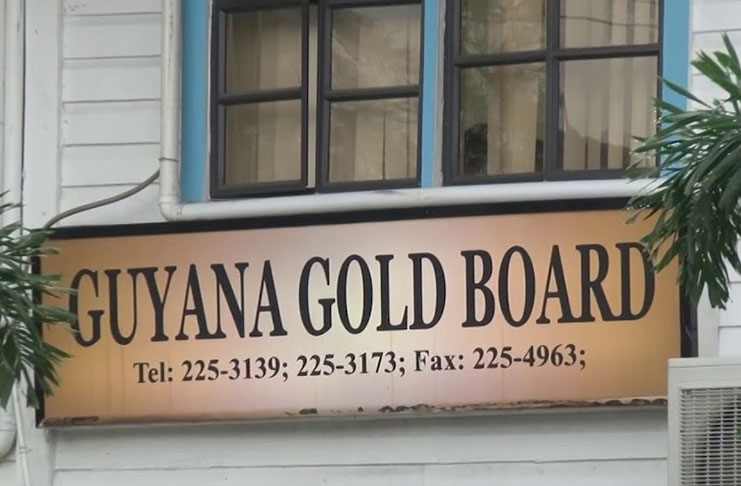 GUYANA GOLD BOARD
Tel: 225-3139; 225-3173; Fax: 225-4963;